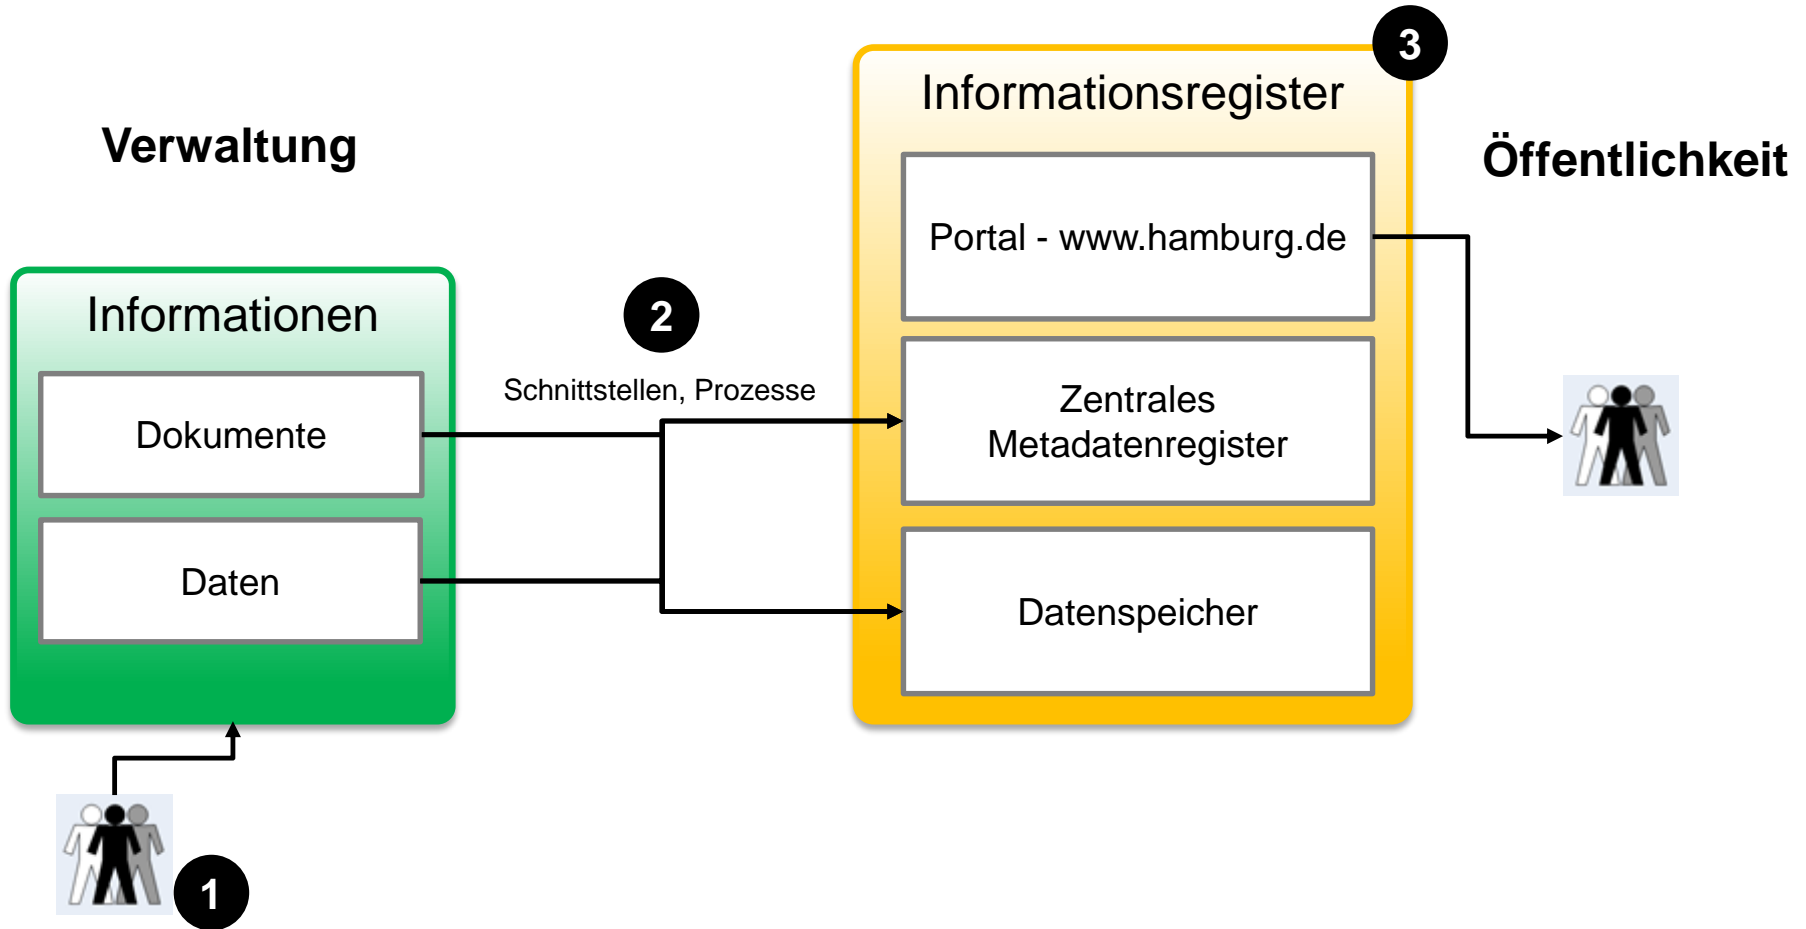 Verwaltung
Informationen
Dokumente
Daten
1
2
Schnittstellen, Prozesse
3
Informationsregister
Portal - www.hamburg.de
Zentrales
Metadatenregister
Datenspeicher
Öffentlichkeit